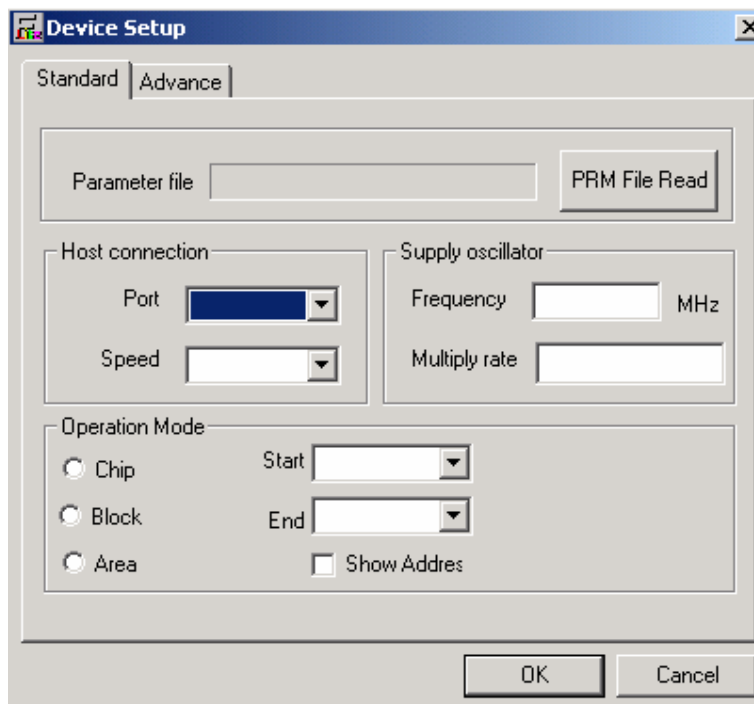 Device Setup
Standard Advance
Parameter file PRM File Read
Host connection
Port
Speed
Supply oscillator
Frequency MHz
Multiply rate
Operation Mode
Chip Start
Block End
Area Show Addres
OK Cancel